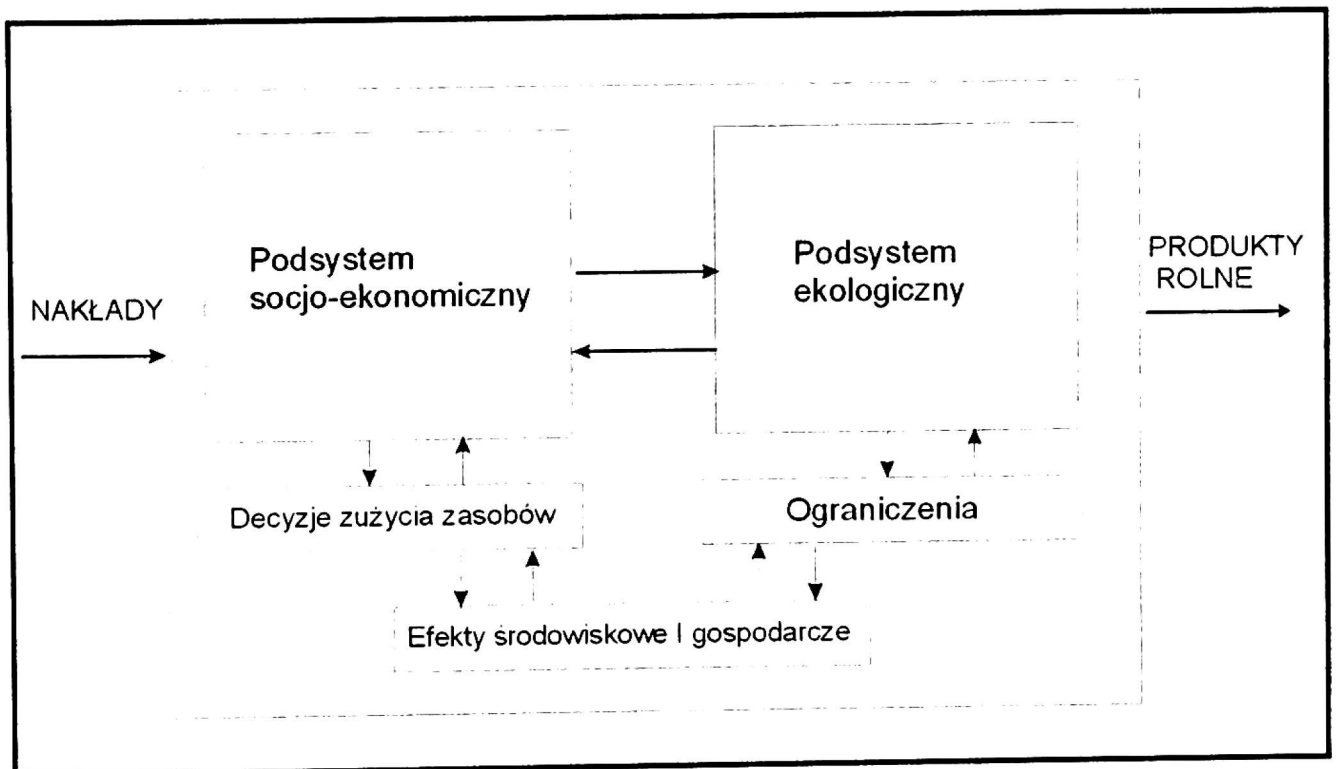 NAKŁADY
Podsystem
socjo-ekonomiczny
Podsystem
ekologiczny
PRODUKTY
ROLNE
Decyzje zużycia zasobów
Ograniczenia
Efekty środowiskowe I gospodarcze